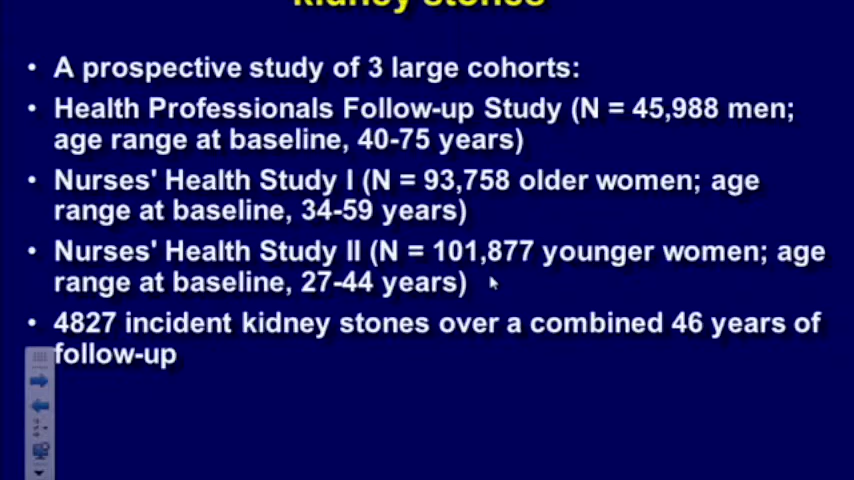 kidney stones
• A prospective study of 3 large cohorts:
• Health Professionals Follow-up Study (N = 45,988 men;
age range at baseline, 40-75 years)
• Nurses' Health Study I (N = 93,758 older women; age
range at baseline, 34-59 years)
• Nurses' Health Study II (N = 101,877 younger women; age
range at baseline, 27-44 years)
• 4827 incident kidney stones over a combined 46 years of
follow-up